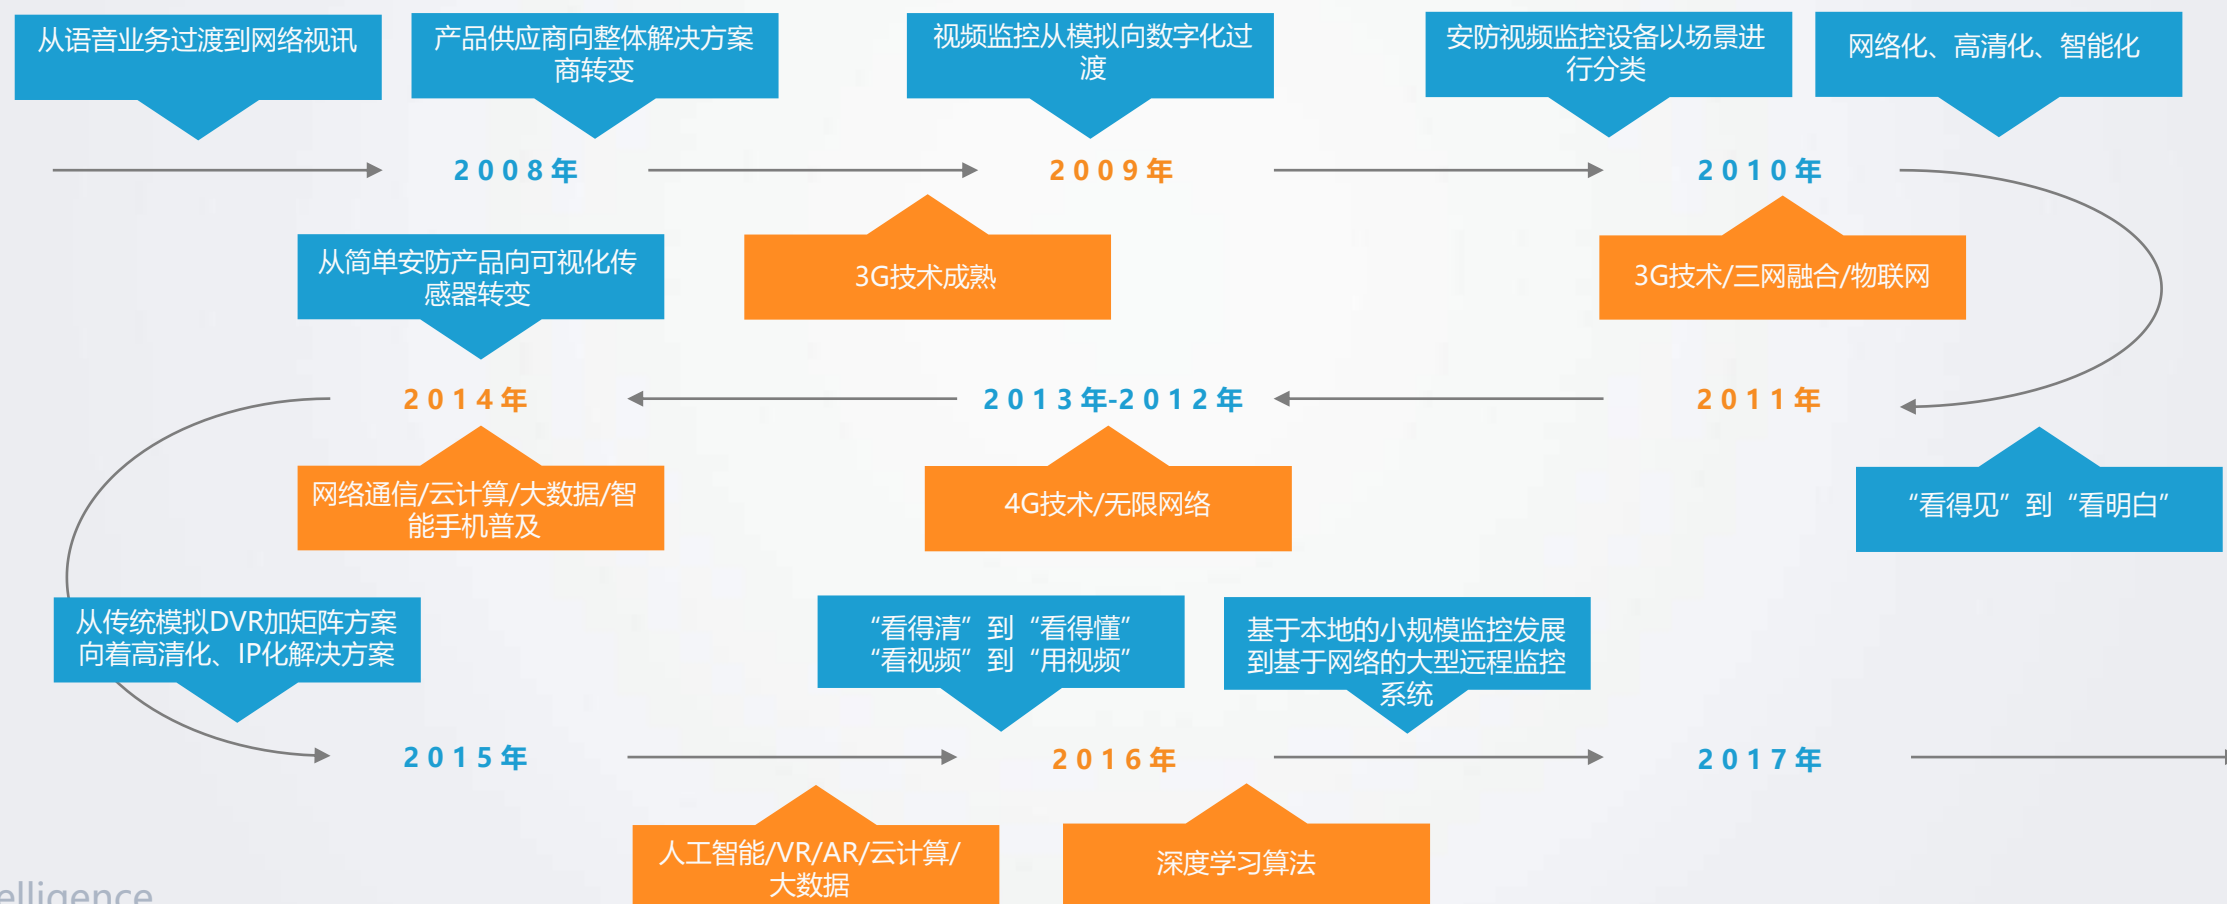 从语音业务过渡到网络视讯
产品供应商向整体解决方案
商转变
视频监控从模拟向数字化过
渡
安防视频监控设备以场景进
行分类
网络化、高清化、智能化
2008年
2009年
2010年
3G技术成熟
3G技术/三网融合/物联网
从简单安防产品向可视化传
感器转变
2014年
2013年-2012年
2011年
网络通信/云计算/大数据/智
能手机普及
4G技术/无限网络
“看得见”到“看明白”
从传统模拟DVR加矩阵方案
向着高清化、IP化解决方案
“看得清”到“看得懂”
“看视频”到“用视频”
基于本地的小规模监控发展
到基于网络的大型远程监控
系统
2015年
2016年
2017年
人工智能/VR/AR/云计算/
大数据
深度学习算法
elligence